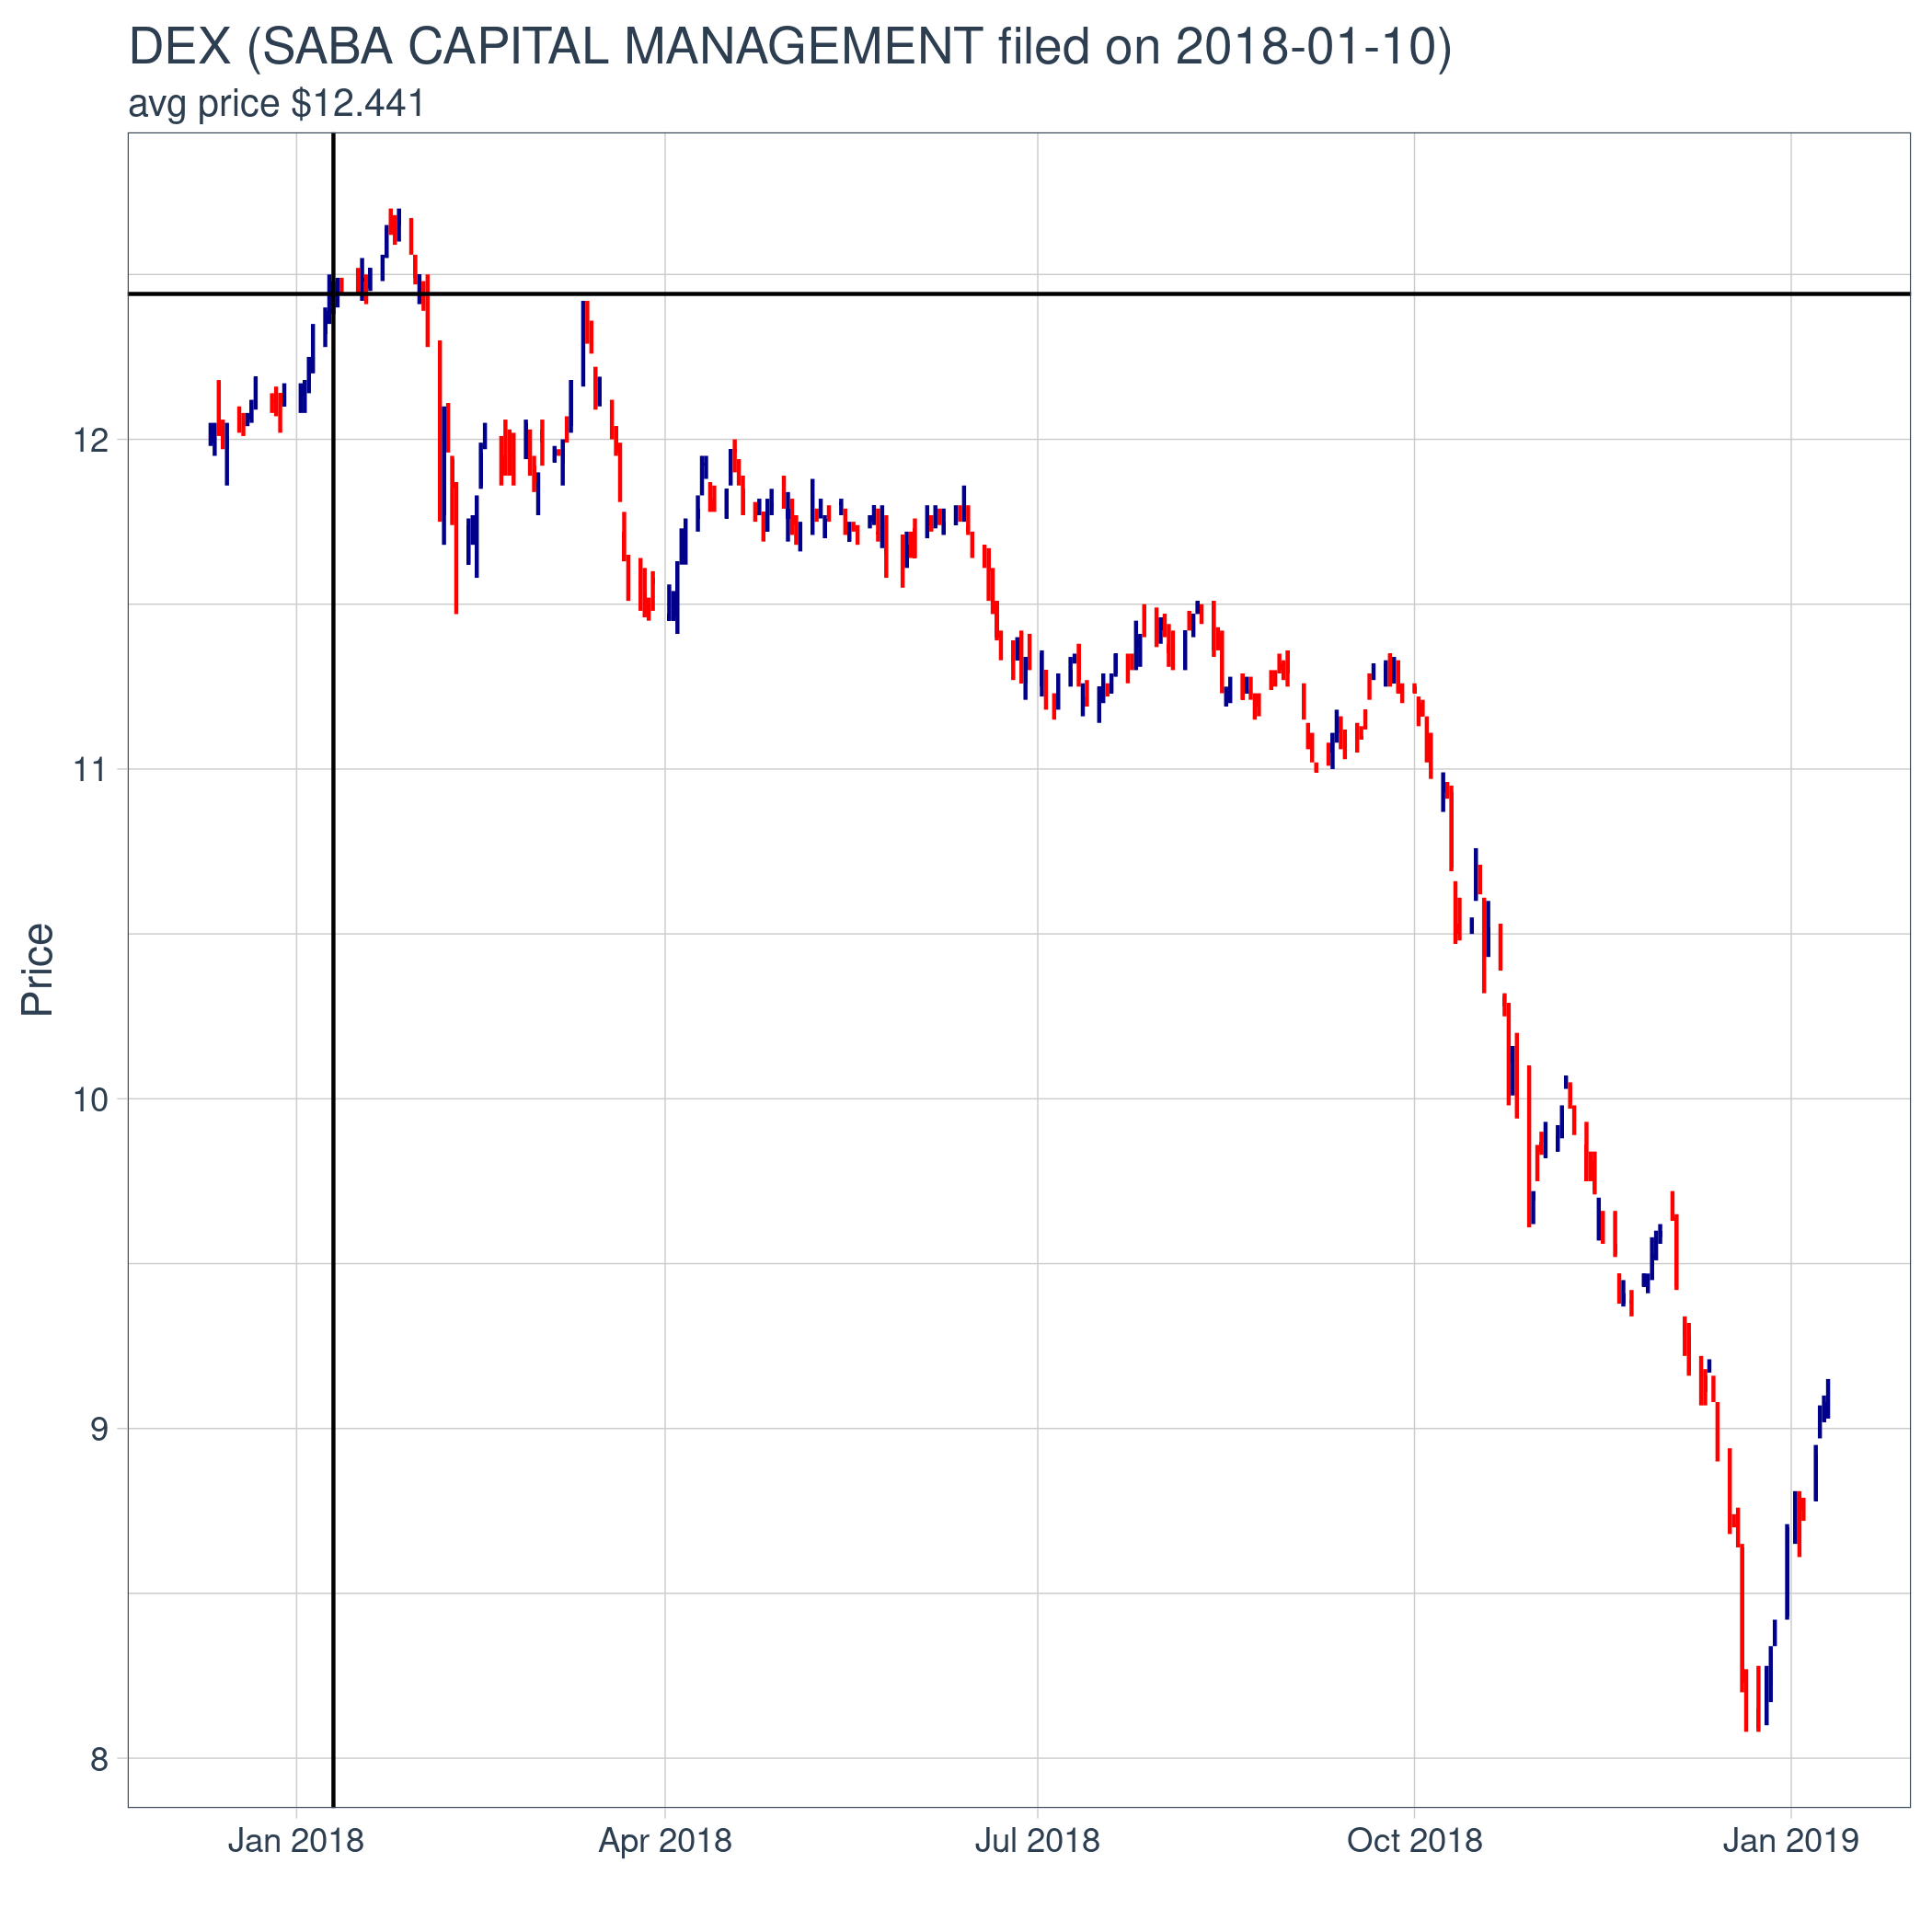 DEX (SABA CAPITAL MANAGEMENT filed on 2018-01-10)
avg price $12.441
Price
12
11
10
9
8
Jan 2018
Apr 2018
Jul 2018
Oct 2018
Jan 2019